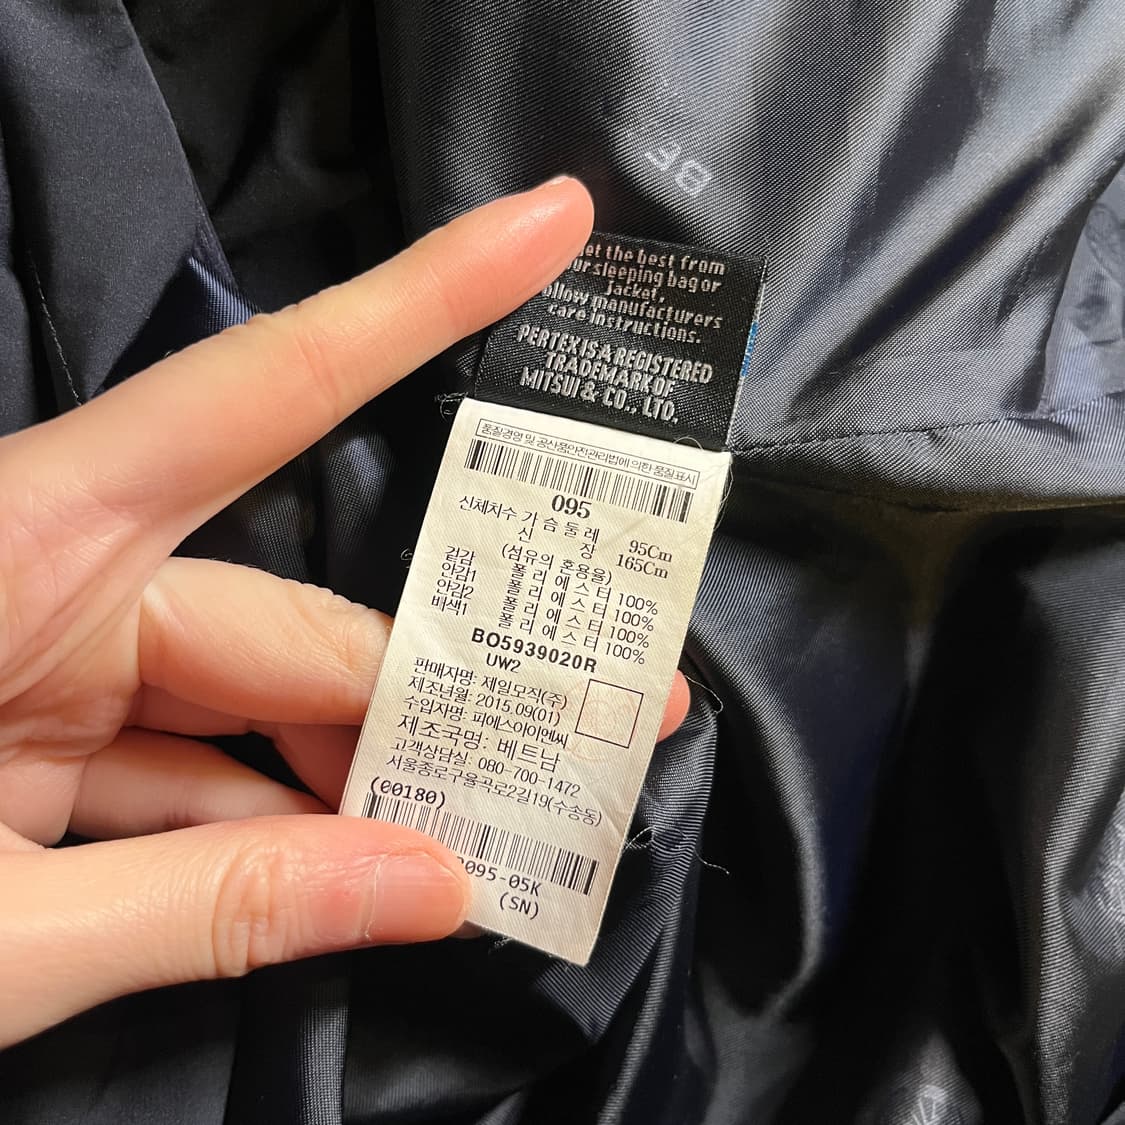 the best from
sleeping bag or
jacket,
manufacturers
care instructions.
PERTEX IS A REGISTERED
TRADEMARK OF
MITSUI & CO., LTD.
품질경영 및 공산품안전관리법에 의한 품질표시
095
신체치수 가 슴 둘 레 95Cm
신 장 165Cm
(섬유의 혼용율)
겉감 폴 리 에 스 터 100%
안감1 폴 리 에 스 터 100%
안감2 폴 리 에 스 터 100%
배색1 폴 리 에 스 터 100%
BO5939020R
UW2
판매자명: 제일모직(주)
제조년월: 2015.09(01)
수입자명: 피에스아이엔씨
제조국명: 베트남
고객상담실: 080-700-1472
서울종로구율곡로2길19(수송동)
(00180)
095-05K
(SN)